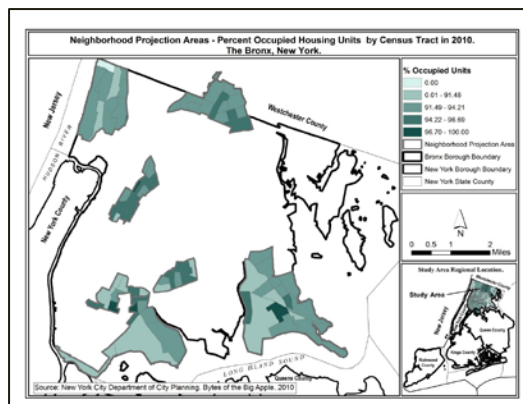 Neighborhood Projection Areas - Percent Occupied Housing Units by Census Tract in 2010.
The Bronx, New York.
% Occupied Units
0.00
0.01 - 91.48
91.49 - 94.21
94.22 - 96.69
96.70 - 100.00
Neighborhood Projection Area
Bronx Borough Boundary
New York Borough Boundary
New York State County
New Jersey
HUDSON RIVER
New York County
Westchester County
LONG ISLAND SOUND
Queens County
N
0 0.5 1 2
Miles
Study Area Regional Location.
Westchester County
Study Area
New Jersey
Queens County
Kings County
Richmond
County
Source: New York City Department of City Planning. Bytes of the Big Apple. 2010